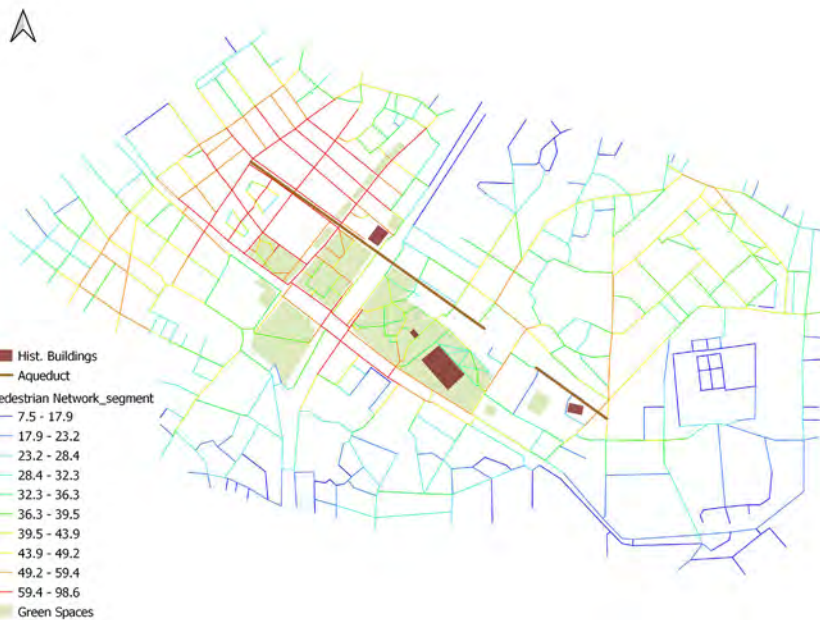 Hist. Buildings
Aqueduct
edestrian Network_segment
7.5 - 17.9
17.9 - 23.2
23.2 - 28.4
28.4 - 32.3
32.3 - 36.3
36.3 - 39.5
39.5 - 43.9
43.9 - 49.2
49.2 - 59.4
59.4 - 98.6
Green Spaces